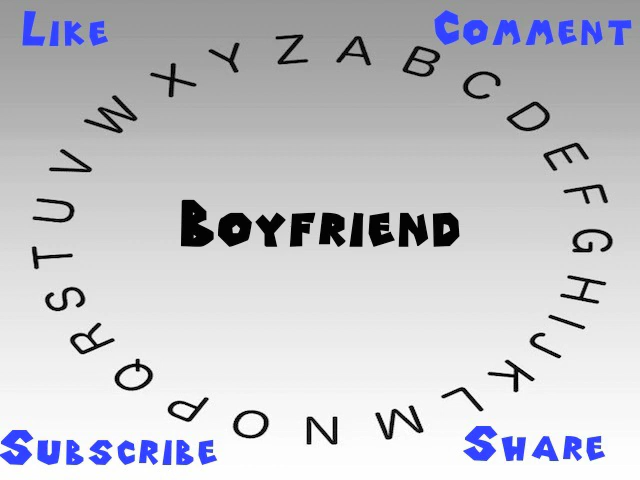 Like
Comment
A B C D E F G H I J K L M N O P Q R S T U V W X Y Z
Boyfriend
Subscribe
Share